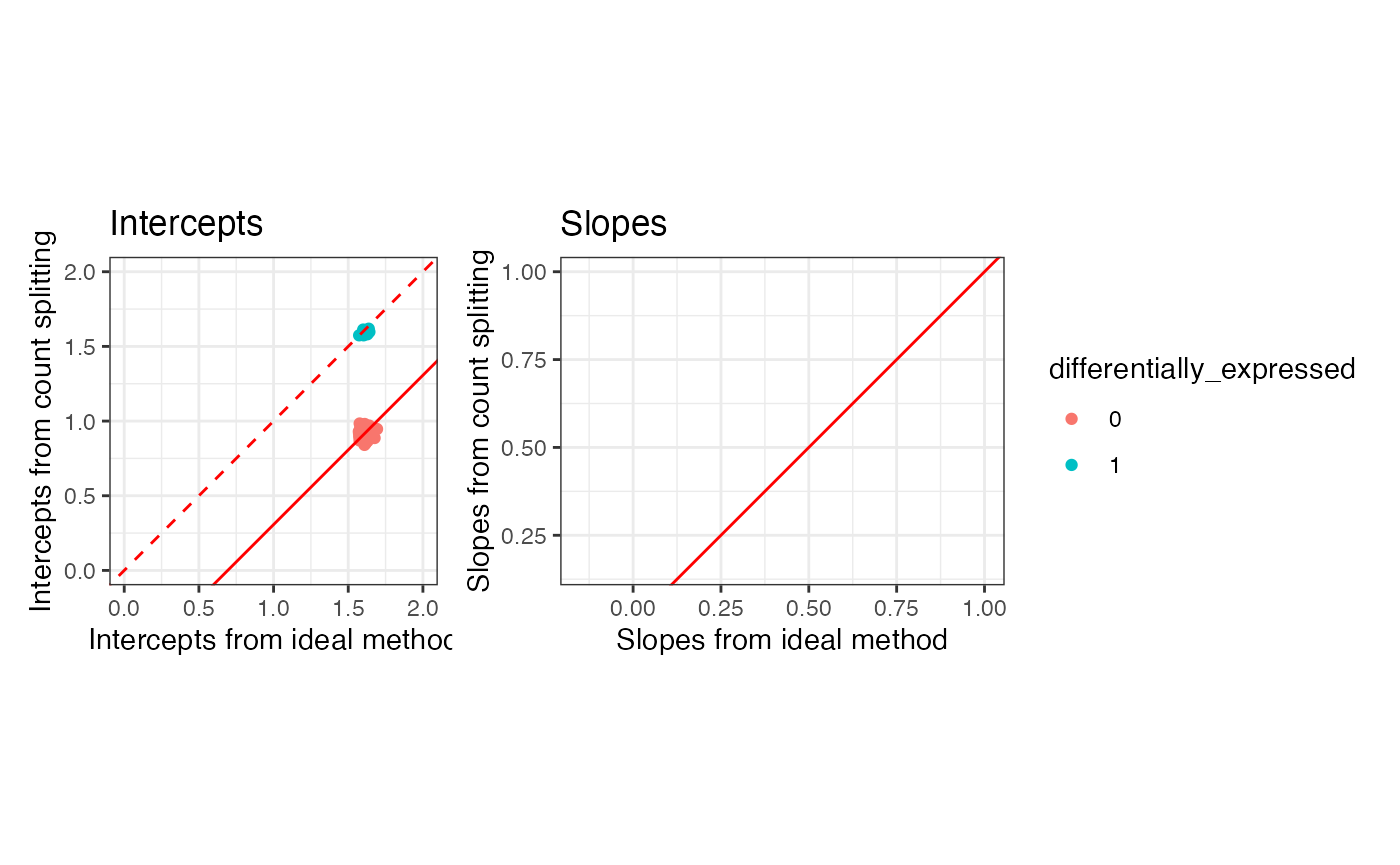 Intercepts
Intercepts from count splitting
2.0
1.5
1.0
0.5
0.0
0.0 0.5 1.0 1.5 2.0
Intercepts from ideal methoc
Slopes
Slopes from count splitting
1.00
0.75
0.50
0.25
0.00 0.25 0.50 0.75 1.00
Slopes from ideal method
differentially_expressed
0
1